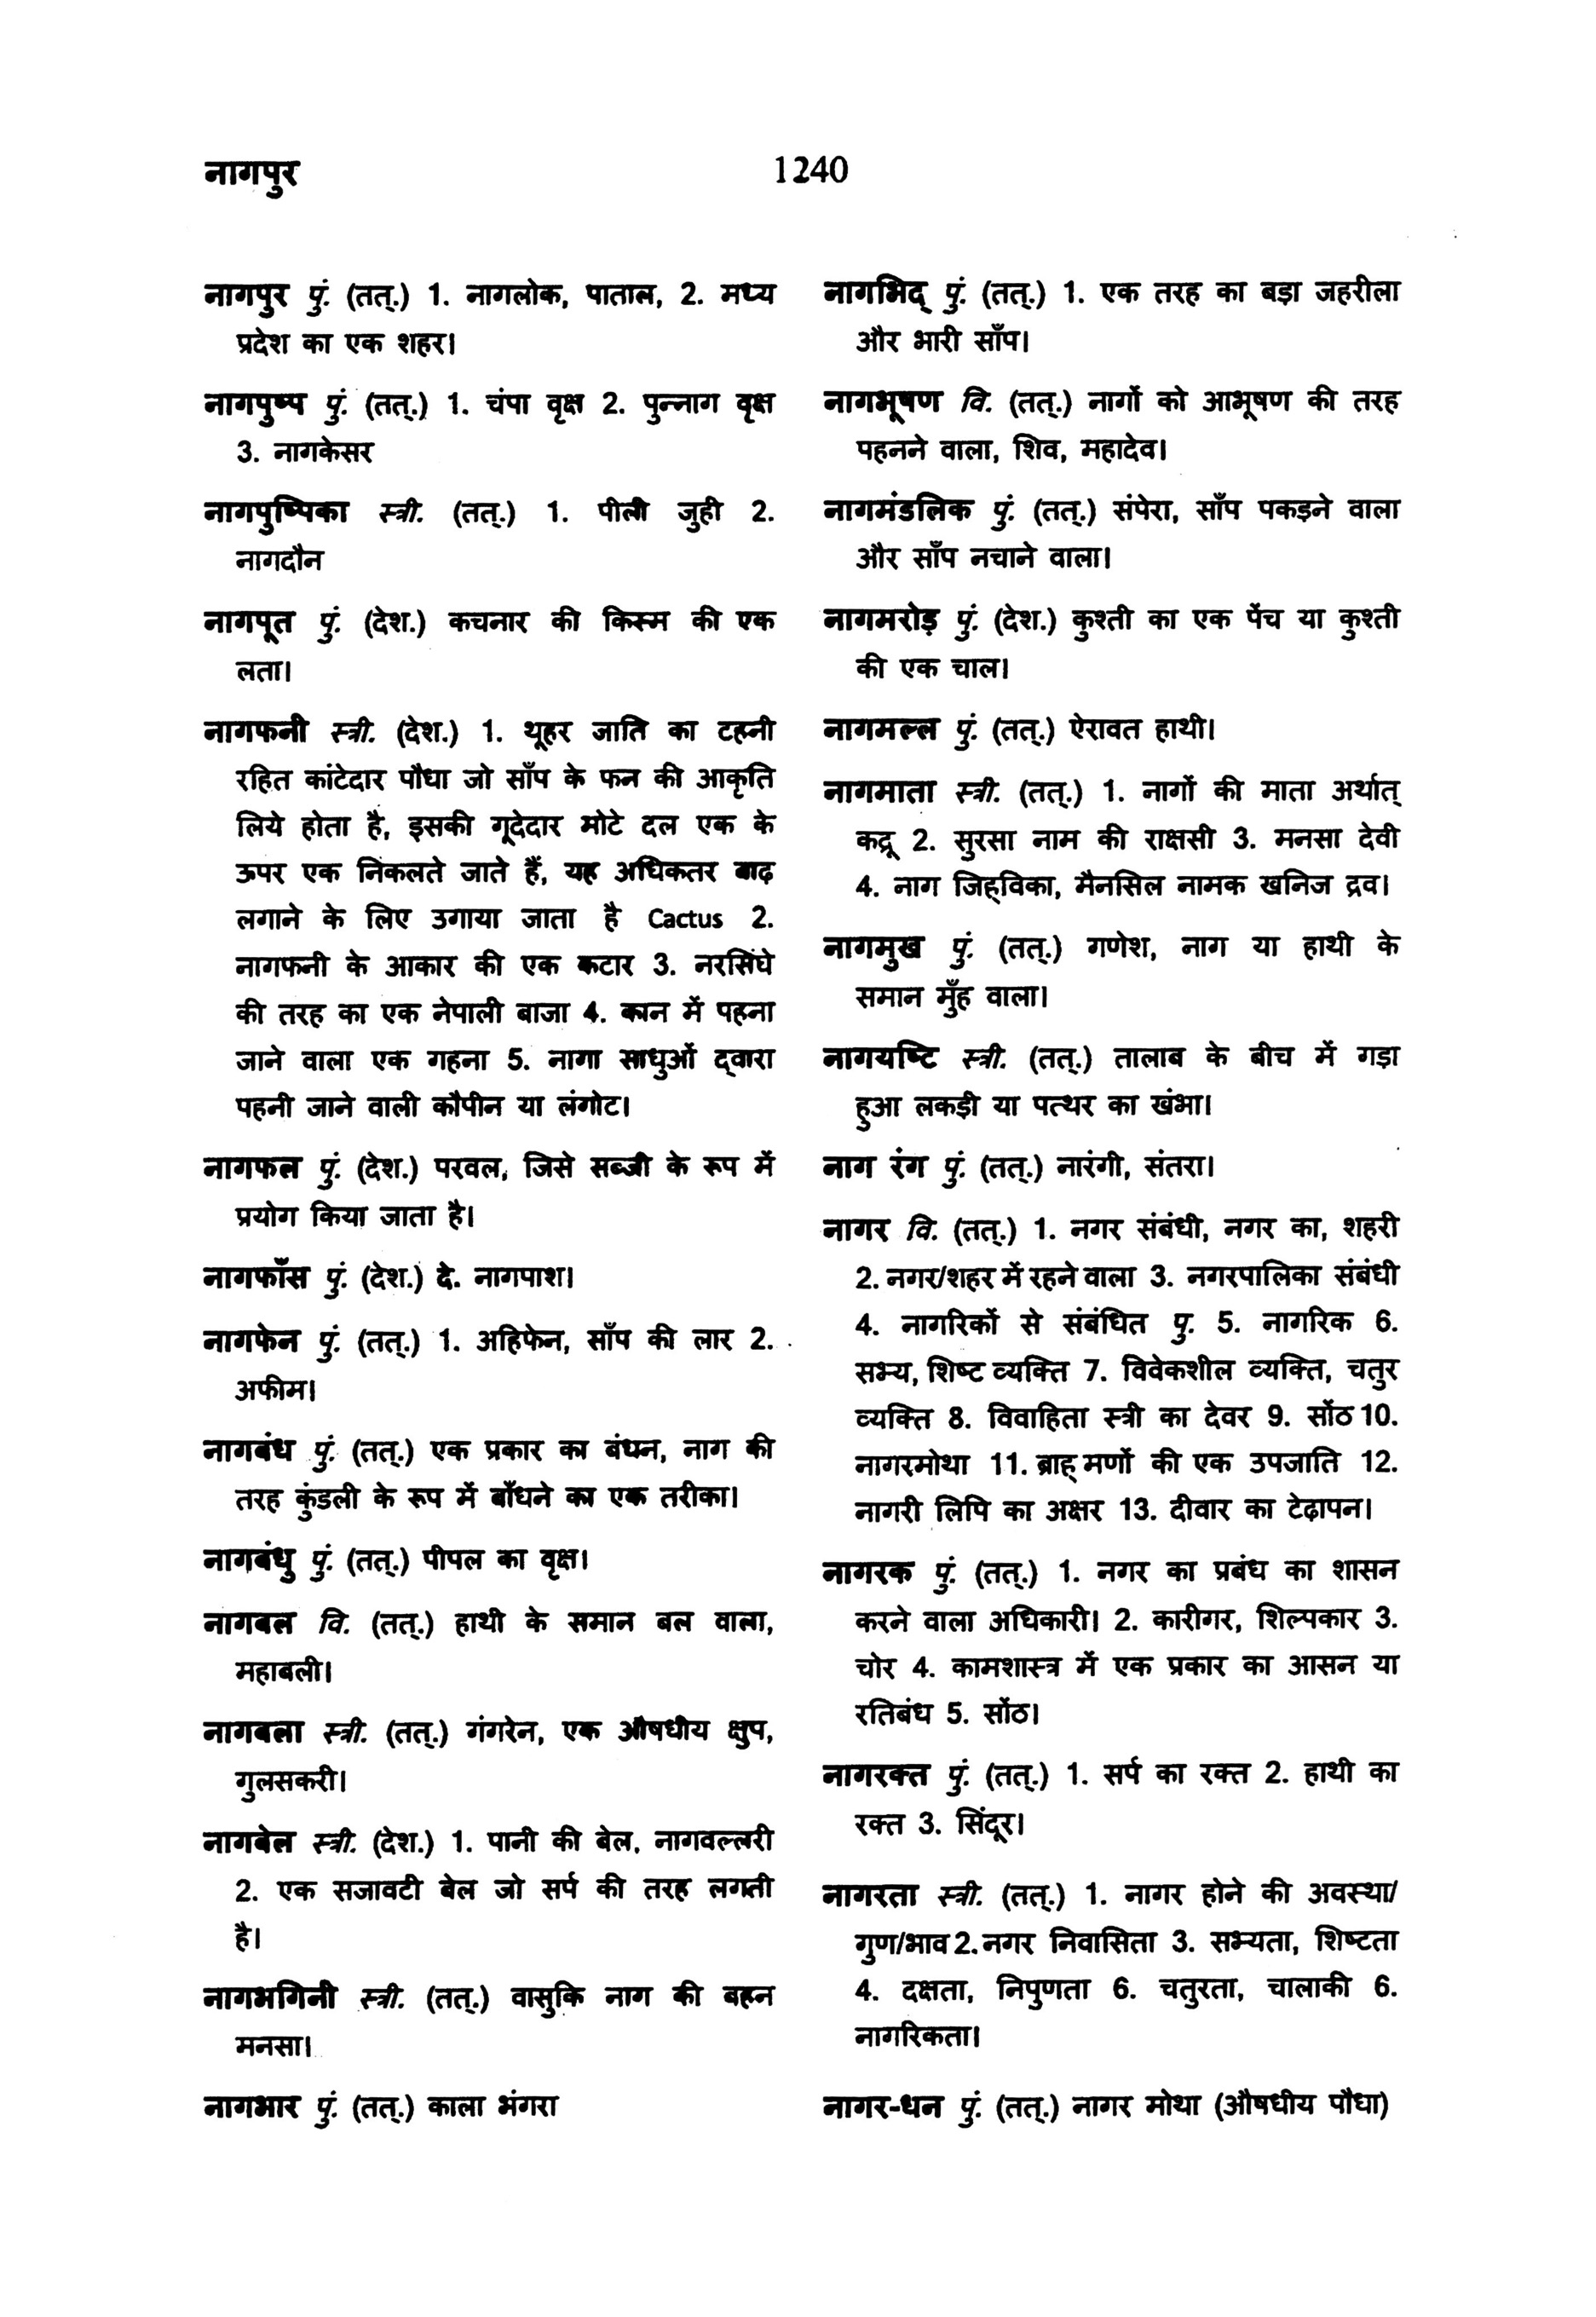 नागपुर
1240
नागपुर पुं. (तत्.) 1. नागलोक, पाताल, 2. मध्य
प्रदेश का एक शहर।
नागपुष्प पुं. (तत्.) 1. चंपा वृक्ष 2. पुन्नाग वृक्ष
3. नागकेसर
नागपुष्पिका स्त्री. (तत्.) 1. पीली जुही 2.
नागदौन
नागपूत पुं. (देश.) कचनार की किस्म की एक
लता।
नागफनी स्त्री. (देश.) 1. थूहर जाति का टहनी
रहित कांटेदार पौधा जो साँप के फन की आकृति
लिये होता है, इसकी गूदेदार मोटे दल एक के
ऊपर एक निकलते जाते हैं, यह अधिकतर बाढ़
लगाने के लिए उगाया जाता है Cactus 2.
नागफनी के आकार की एक कटार 3. नरसिंघे
की तरह का एक नेपाली बाजा 4. कान में पहना
जाने वाला एक गहना 5. नागा साधुओं द्‌वारा
पहनी जाने वाली कौपीन या लंगोट।
नागफल पुं. (देश.) परवल, जिसे सब्जी के रूप में
प्रयोग किया जाता है।
नागफाँस पुं. (देश.) दे. नागपाश।
नागफेन पुं. (तत्.) 1. अहिफेन, साँप की लार 2.
अफीम।
नागबंध पुं. (तत्.) एक प्रकार का बंधन, नाग की
तरह कुंडली के रूप में बाँधने का एक तरीका।
नागबंधु पुं. (तत्.) पीपल का वृक्ष।
नागबल वि. (तत्.) हाथी के समान बल वाला,
महाबली।
नागबला स्त्री. (तत्.) गंगरेन, एक औषधीय क्षुप,
गुलसकरी।
नागबेल स्त्री. (देश.) 1. पानी की बेल, नागवल्लरी
2. एक सजावटी बेल जो सर्प की तरह लगती
है।
नागभगिनी स्त्री. (तत्.) वासुकि नाग की बहन
मनसा।
नागभार पुं. (तत्.) काला भंगरा
नागभिद् पुं. (तत्.) 1. एक तरह का बड़ा जहरीला
और भारी साँप।
नागभूषण वि. (तत्.) नागों को आभूषण की तरह
पहनने वाला, शिव, महादेव।
नागमंडलिक पुं. (तत्.) संपेरा, साँप पकड़ने वाला
और साँप नचाने वाला।
नागमरोड़ पुं. (देश.) कुश्ती का एक पेंच या कुश्ती
की एक चाल।
नागमल्ल पुं. (तत्.) ऐरावत हाथी।
नागमाता स्त्री. (तत्.) 1. नागों की माता अर्थात्
कद्रू 2. सुरसा नाम की राक्षसी 3. मनसा देवी
4. नाग जिह्‌विका, मैनसिल नामक खनिज द्रव।
नागमुख पुं. (तत्.) गणेश, नाग या हाथी के
समान मुँह वाला।
नागयष्टि स्त्री. (तत्.) तालाब के बीच में गड़ा
हुआ लकड़ी या पत्थर का खंभा।
नाग रंग पुं. (तत्.) नारंगी, संतरा।
नागर वि. (तत्.) 1. नगर संबंधी, नगर का, शहरी
2. नगर/शहर में रहने वाला 3. नगरपालिका संबंधी
4. नागरिकों से संबंधित पु. 5. नागरिक 6.
सभ्य, शिष्ट व्यक्ति 7. विवेकशील व्यक्ति, चतुर
व्यक्ति 8. विवाहिता स्त्री का देवर 9. सोंठ 10.
नागरमोथा 11. ब्राह्‌मणों की एक उपजाति 12.
नागरी लिपि का अक्षर 13. दीवार का टेढ़ापन।
नागरक पुं. (तत्.) 1. नगर का प्रबंध का शासन
करने वाला अधिकारी। 2. कारीगर, शिल्पकार 3.
चोर 4. कामशास्त्र में एक प्रकार का आसन या
रतिबंध 5. सोंठ।
नागरक्त पुं. (तत्.) 1. सर्प का रक्त 2. हाथी का
रक्त 3. सिंदूर।
नागरता स्त्री. (तत्.) 1. नागर होने की अवस्था/
गुण/भाव 2. नगर निवासिता 3. सभ्यता, शिष्टता
4. दक्षता, निपुणता 6. चतुरता, चालाकी 6.
नागरिकता।
नागर-धन पुं. (तत्.) नागर मोथा (औषधीय पौधा)